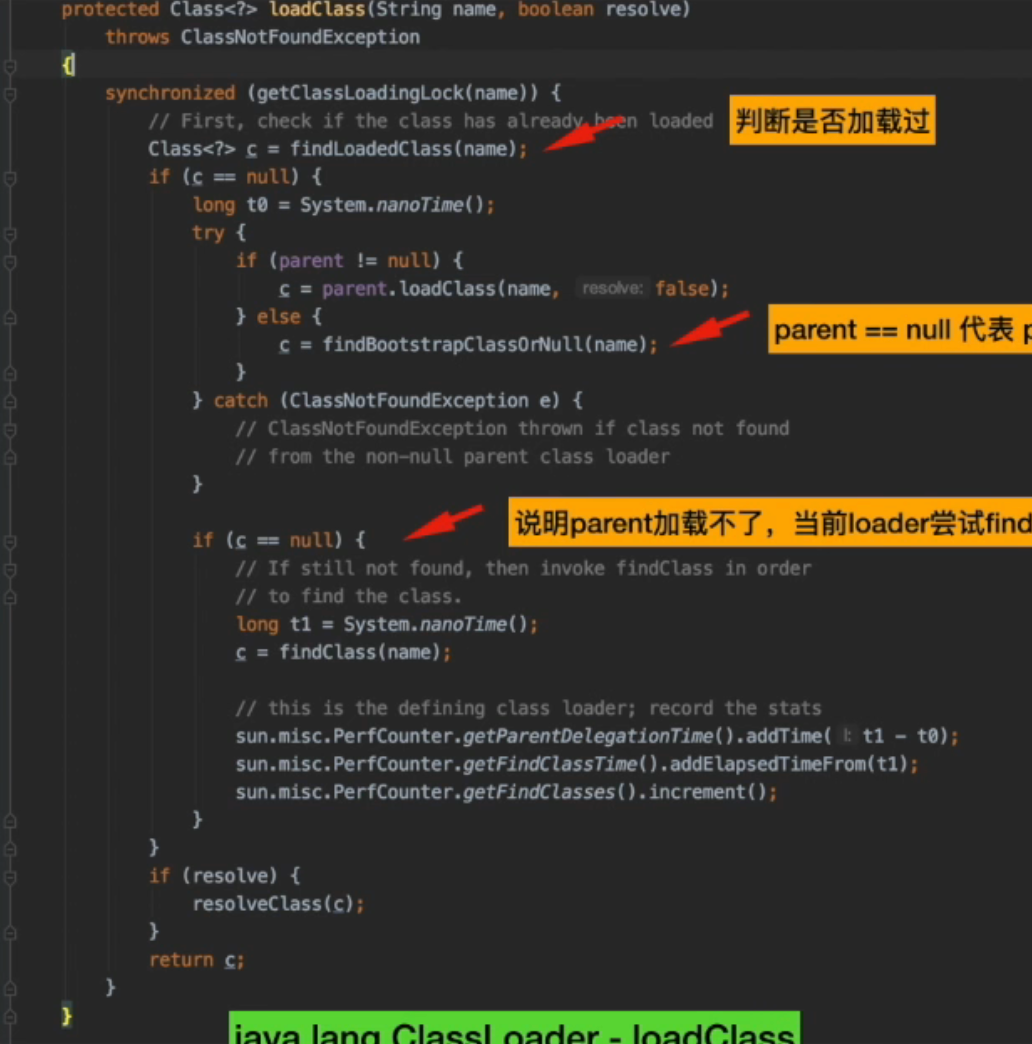 protected Class<?> loadClass(String name, boolean resolve)
throws ClassNotFoundException
{
synchronized (getClassLoadingLock(name)) {
// First, check if the class has already been loaded
判断是否加载过
Class<?> c = findLoadedClass(name);
if (c == null) {
long t0 = System.nanoTime();
try {
if (parent != null) {
c = parent.loadClass(name, resolve: false);
} else {
parent == null 代表 p
c = findBootstrapClassOrNull(name);
}
} catch (ClassNotFoundException e) {
// ClassNotFoundException thrown if class not found
// from the non-null parent class loader
}
说明parent加载不了，当前loader尝试find
if (c == null) {
// If still not found, then invoke findClass in order
// to find the class.
long t1 = System.nanoTime();
c = findClass(name);
// this is the defining class loader; record the stats
sun.misc.PerfCounter.getParentDelegationTime().addTime( l: t1 - t0);
sun.misc.PerfCounter.getFindClassTime().addElapsedTimeFrom(t1);
sun.misc.PerfCounter.getFindClasses().increment();
}
}
if (resolve) {
resolveClass(c);
}
return c;
}
}
java.lang.ClassLoader - loadClass